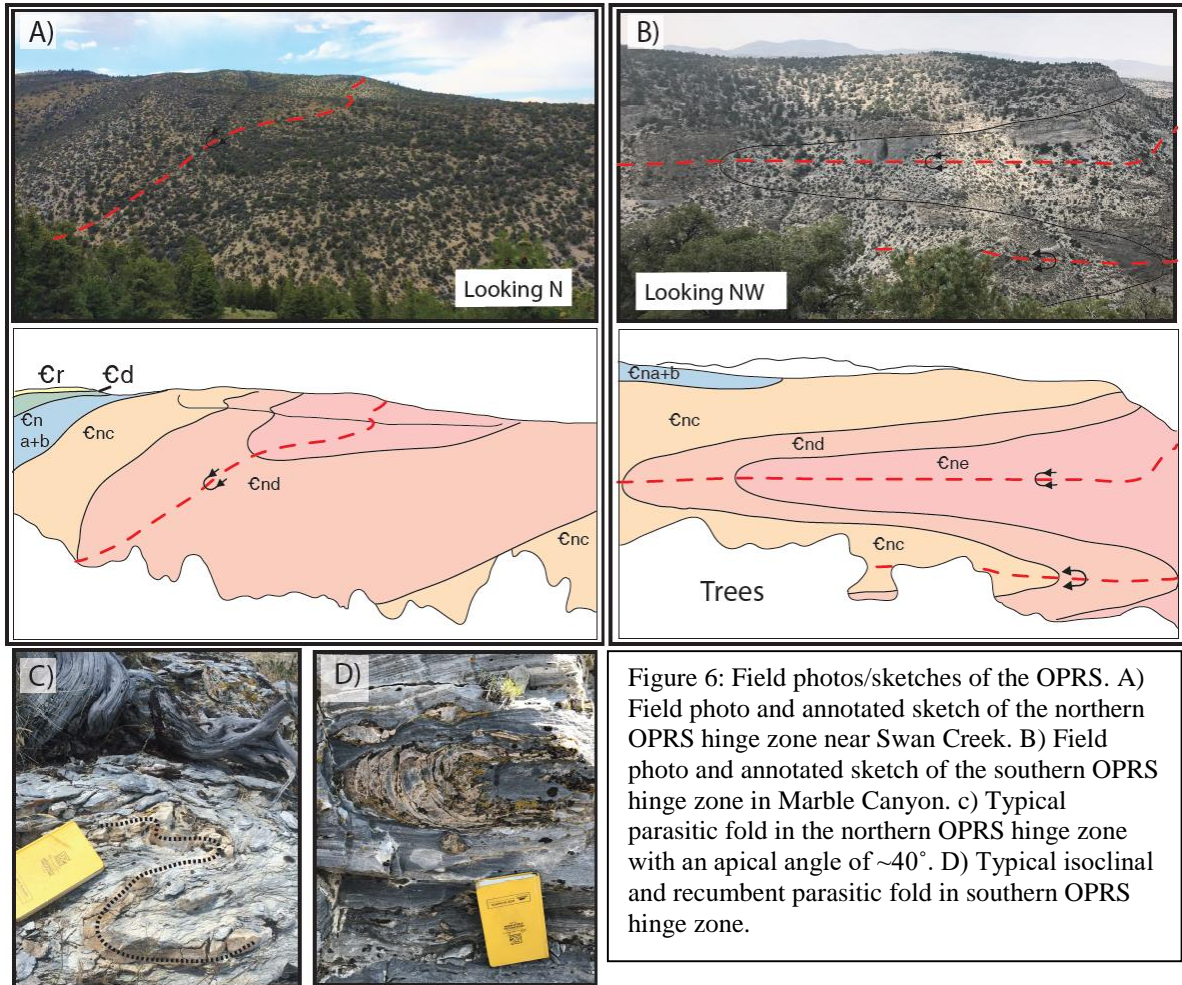 A)
Looking N
B)
Looking NW
Єr
Єd
Єn
a+b
Єnc
Єnd
Єnc
Єna+b
Єnc
Єnd
Єne
Єnc
Trees
C)
D)
Figure 6: Field photos/sketches of the OPRS. A)
Field photo and annotated sketch of the northern
OPRS hinge zone near Swan Creek. B) Field
photo and annotated sketch of the southern OPRS
hinge zone in Marble Canyon. c) Typical
parasitic fold in the northern OPRS hinge zone
with an apical angle of ~40˚. D) Typical isoclinal
and recumbent parasitic fold in southern OPRS
hinge zone.